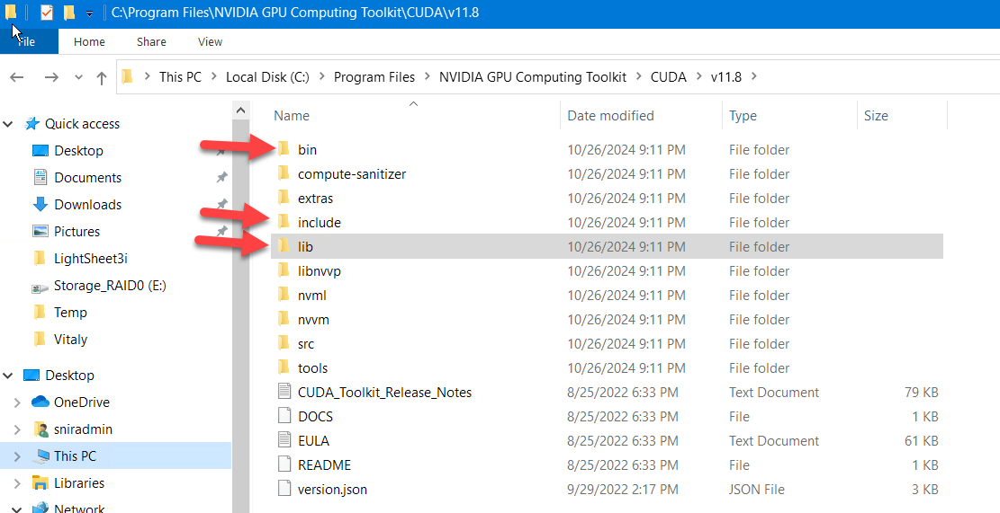 C:\Program Files\NVIDIA GPU Computing Toolkit\CUDA\v11.8
File Home Share View
This PC Local Disk (C:) Program Files NVIDIA GPU Computing Toolkit CUDA v11.8
Quick access
Desktop
Documents
Downloads
Pictures
LightSheet3i
Storage_RAID0 (E:)
Temp
Vitaly
Desktop
OneDrive
sniradmin
This PC
Libraries
Network
Name Date modified Type Size
bin 10/26/2024 9:11 PM File folder
compute-sanitizer 10/26/2024 9:11 PM File folder
extras 10/26/2024 9:11 PM File folder
include 10/26/2024 9:11 PM File folder
lib 10/26/2024 9:11 PM File folder
libnvvp 10/26/2024 9:11 PM File folder
nvml 10/26/2024 9:11 PM File folder
nvvm 10/26/2024 9:11 PM File folder
src 10/26/2024 9:11 PM File folder
tools 10/26/2024 9:11 PM File folder
CUDA_Toolkit_Release_Notes 8/25/2022 6:33 PM Text Document 79 KB
DOCS 8/25/2022 6:33 PM File 1 KB
EULA 8/25/2022 6:33 PM Text Document 61 KB
README 8/25/2022 6:33 PM File 1 KB
version.json 9/29/2022 2:17 PM JSON File 3 KB